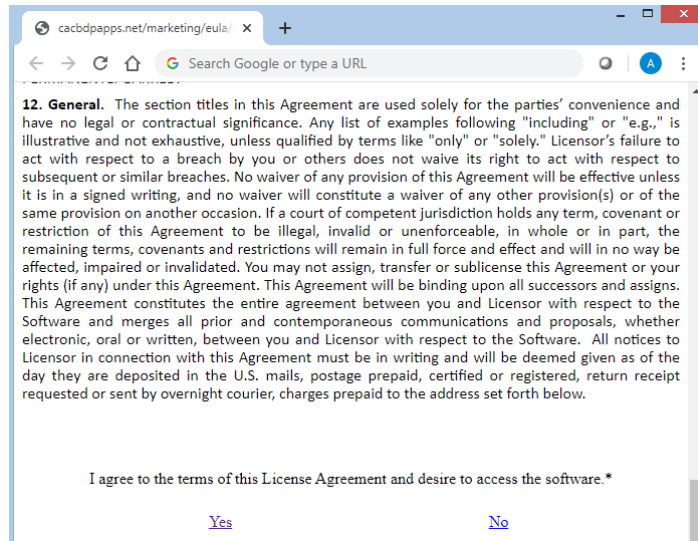 cacbdpapps.net/marketing/eula/
Search Google or type a URL
A
12. General. The section titles in this Agreement are used solely for the parties' convenience and
have no legal or contractual significance. Any list of examples following "including" or "e.g.," is
illustrative and not exhaustive, unless qualified by terms like "only" or "solely." Licensor's failure to
act with respect to a breach by you or others does not waive its right to act with respect to
subsequent or similar breaches. No waiver of any provision of this Agreement will be effective unless
it is in a signed writing, and no waiver will constitute a waiver of any other provision(s) or of the
same provision on another occasion. If a court of competent jurisdiction holds any term, covenant or
restriction of this Agreement to be illegal, invalid or unenforceable, in whole or in part, the
remaining terms, covenants and restrictions will remain in full force and effect and will in no way be
affected, impaired or invalidated. You may not assign, transfer or sublicense this Agreement or your
rights (if any) under this Agreement. This Agreement will be binding upon all successors and assigns.
This Agreement constitutes the entire agreement between you and Licensor with respect to the
Software and merges all prior and contemporaneous communications and proposals, whether
electronic, oral or written, between you and Licensor with respect to the Software. All notices to
Licensor in connection with this Agreement must be in writing and will be deemed given as of the
day they are deposited in the U.S. mails, postage prepaid, certified or registered, return receipt
requested or sent by overnight courier, charges prepaid to the address set forth below.
I agree to the terms of this License Agreement and desire to access the software.*
Yes No